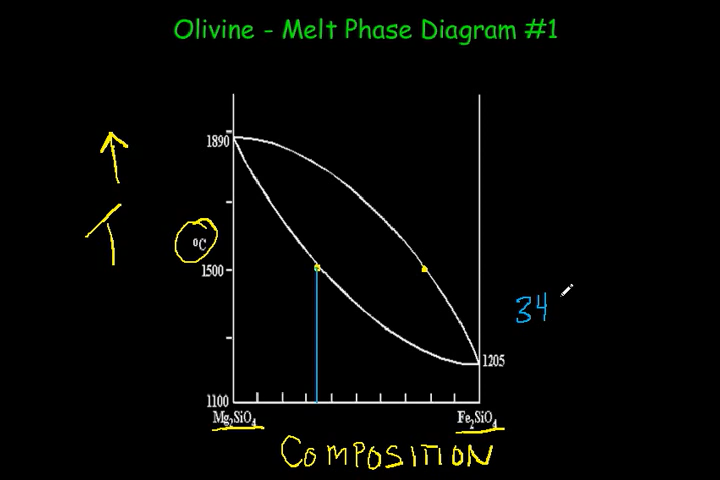 Olivine - Melt Phase Diagram #1
1890
T
°C
1500
34
1205
1100
Mg₂SiO₄
Fe₂SiO₄
COMPOSITION